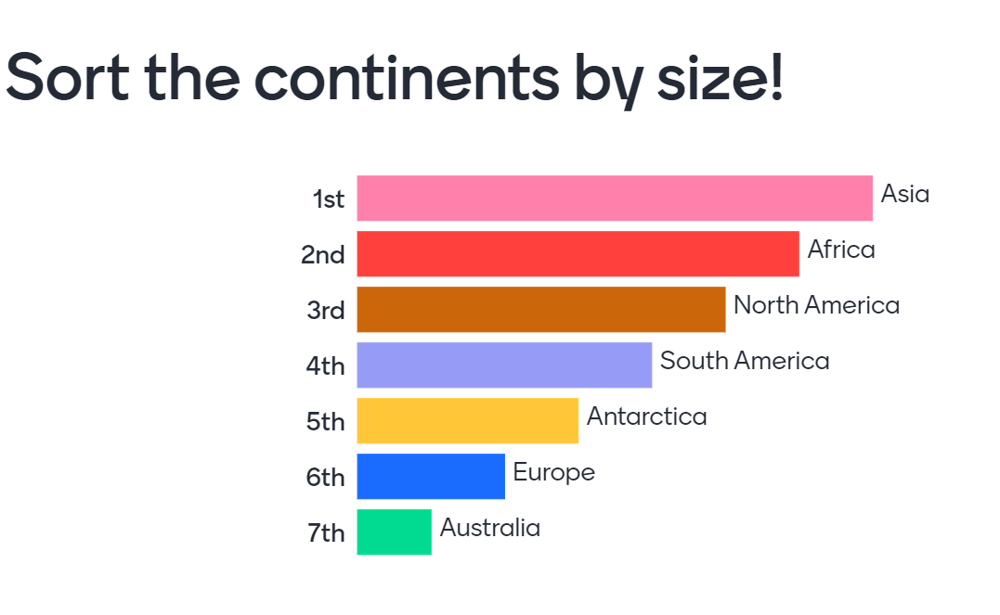 Sort the continents by size!
1st Asia
2nd Africa
3rd North America
4th South America
5th Antarctica
6th Europe
7th Australia